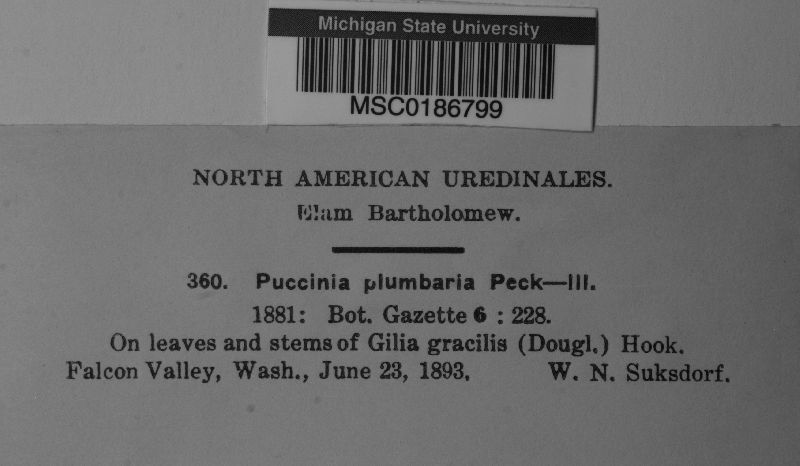 Michigan State University
MSC0186799
NORTH AMERICAN UREDINALES.
Elam Bartholomew.
360. Puccinia plumbaria Peck—III.
1881: Bot. Gazette 6 : 228.
On leaves and stems of Gilia gracilis (Dougl.) Hook.
Falcon Valley, Wash., June 23, 1893. W. N. Suksdorf.